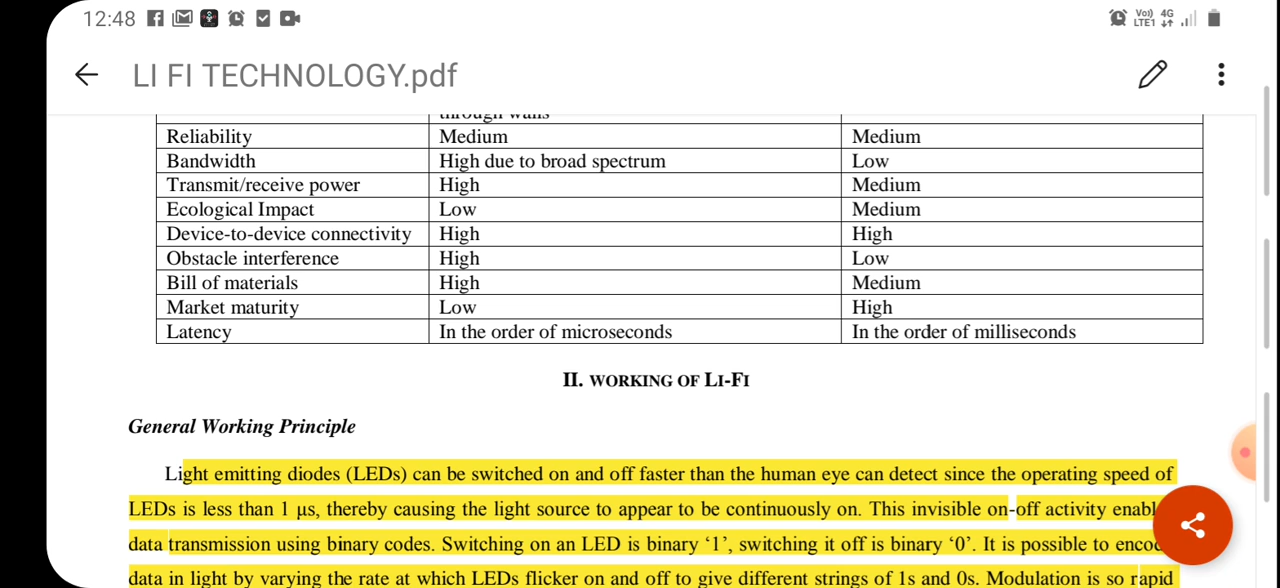 12:48 Vo) 4G
LTE1
LI FI TECHNOLOGY.pdf
through walls
Reliability Medium Medium
Bandwidth High due to broad spectrum Low
Transmit/receive power High Medium
Ecological Impact Low Medium
Device-to-device connectivity High High
Obstacle interference High Low
Bill of materials High Medium
Market maturity Low High
Latency In the order of microseconds In the order of milliseconds
II. WORKING OF LI-FI
General Working Principle
Light emitting diodes (LEDs) can be switched on and off faster than the human eye can detect since the operating speed of
LEDs is less than 1 μs, thereby causing the light source to appear to be continuously on. This invisible on-off activity enabl
data transmission using binary codes. Switching on an LED is binary ‘1’, switching it off is binary ‘0’. It is possible to encod
data in light by varying the rate at which LEDs flicker on and off to give different strings of 1s and 0s. Modulation is so rapid